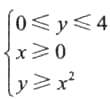 0 ≤ y ≤ 4
x ≥ 0
y ≥ x²